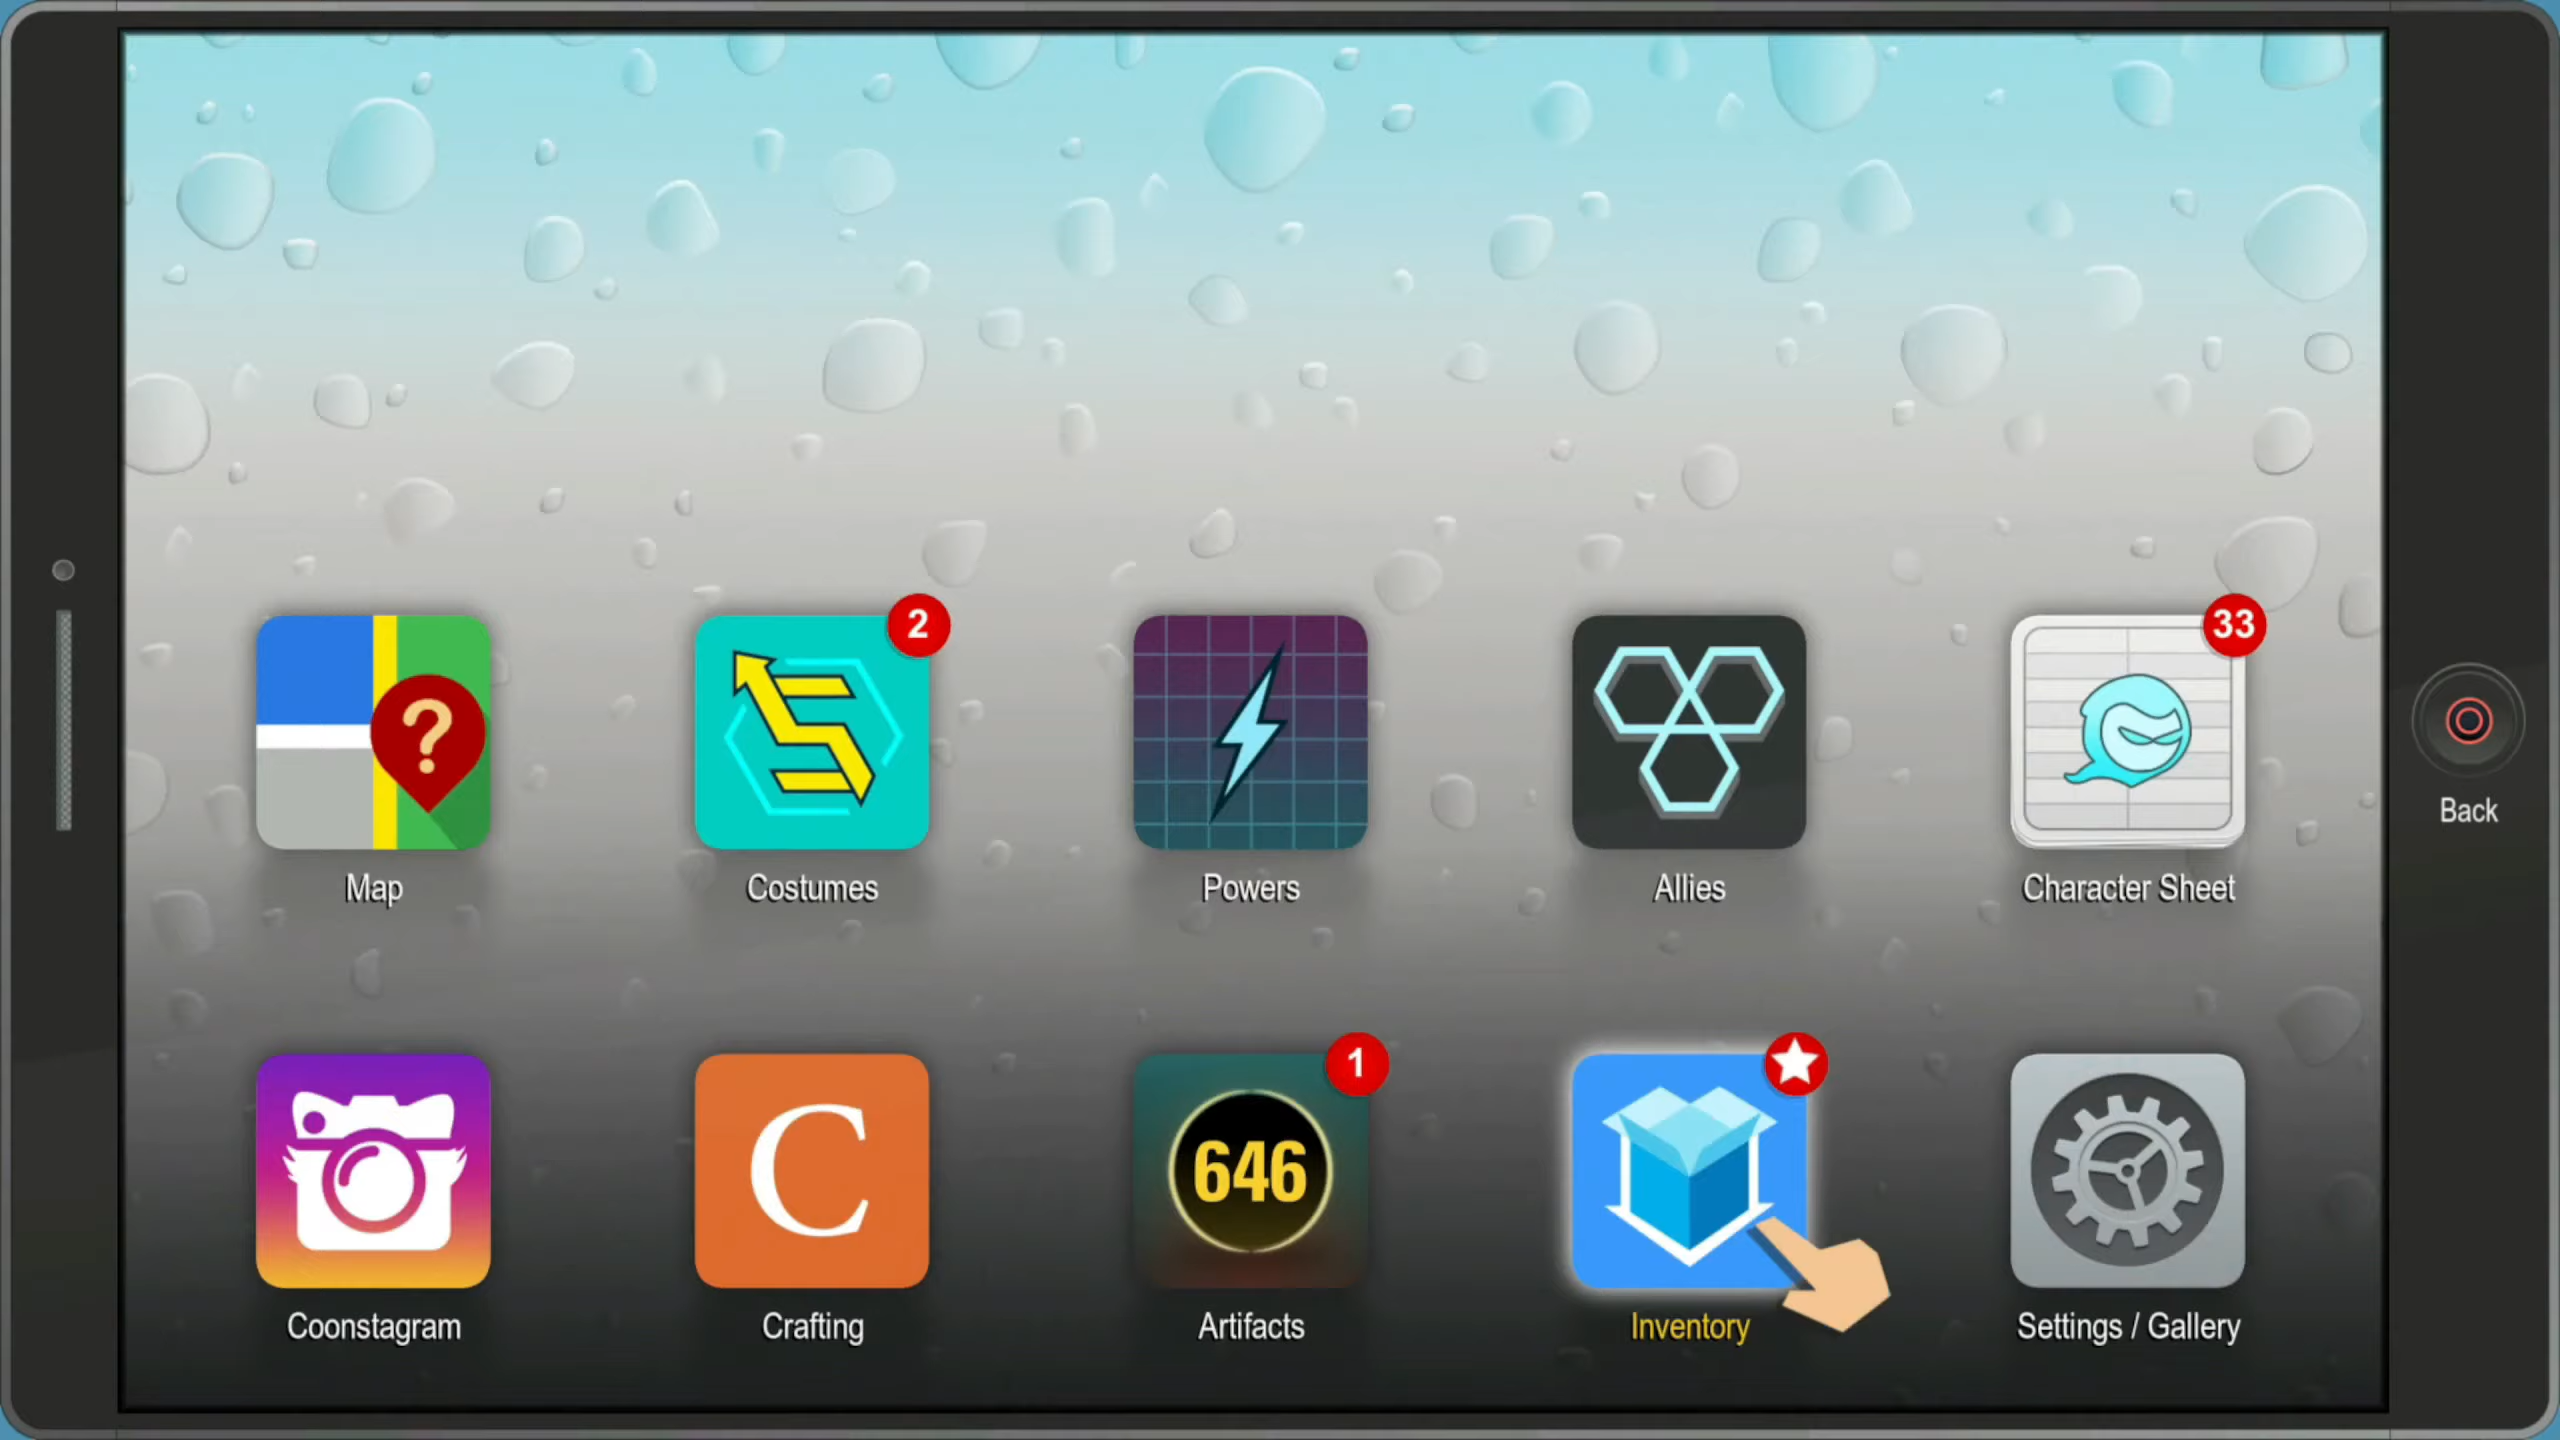 2
33
?
Back
Map
Costumes
Powers
Allies
Character Sheet
1
C
646
Coonstagram
Crafting
Artifacts
Inventory
Settings / Gallery